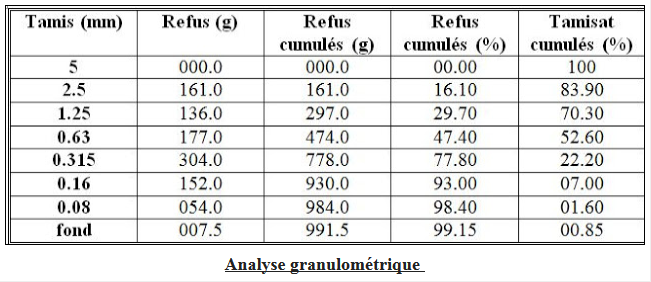 Tamis (mm) Refus (g) Refus cumulés (g) Refus cumulés (%) Tamisat cumulés (%)
5 000.0 000.0 00.00 100
2.5 161.0 161.0 16.10 83.90
1.25 136.0 297.0 29.70 70.30
0.63 177.0 474.0 47.40 52.60
0.315 304.0 778.0 77.80 22.20
0.16 152.0 930.0 93.00 07.00
0.08 054.0 984.0 98.40 01.60
fond 007.5 991.5 99.15 00.85
Analyse granulométrique